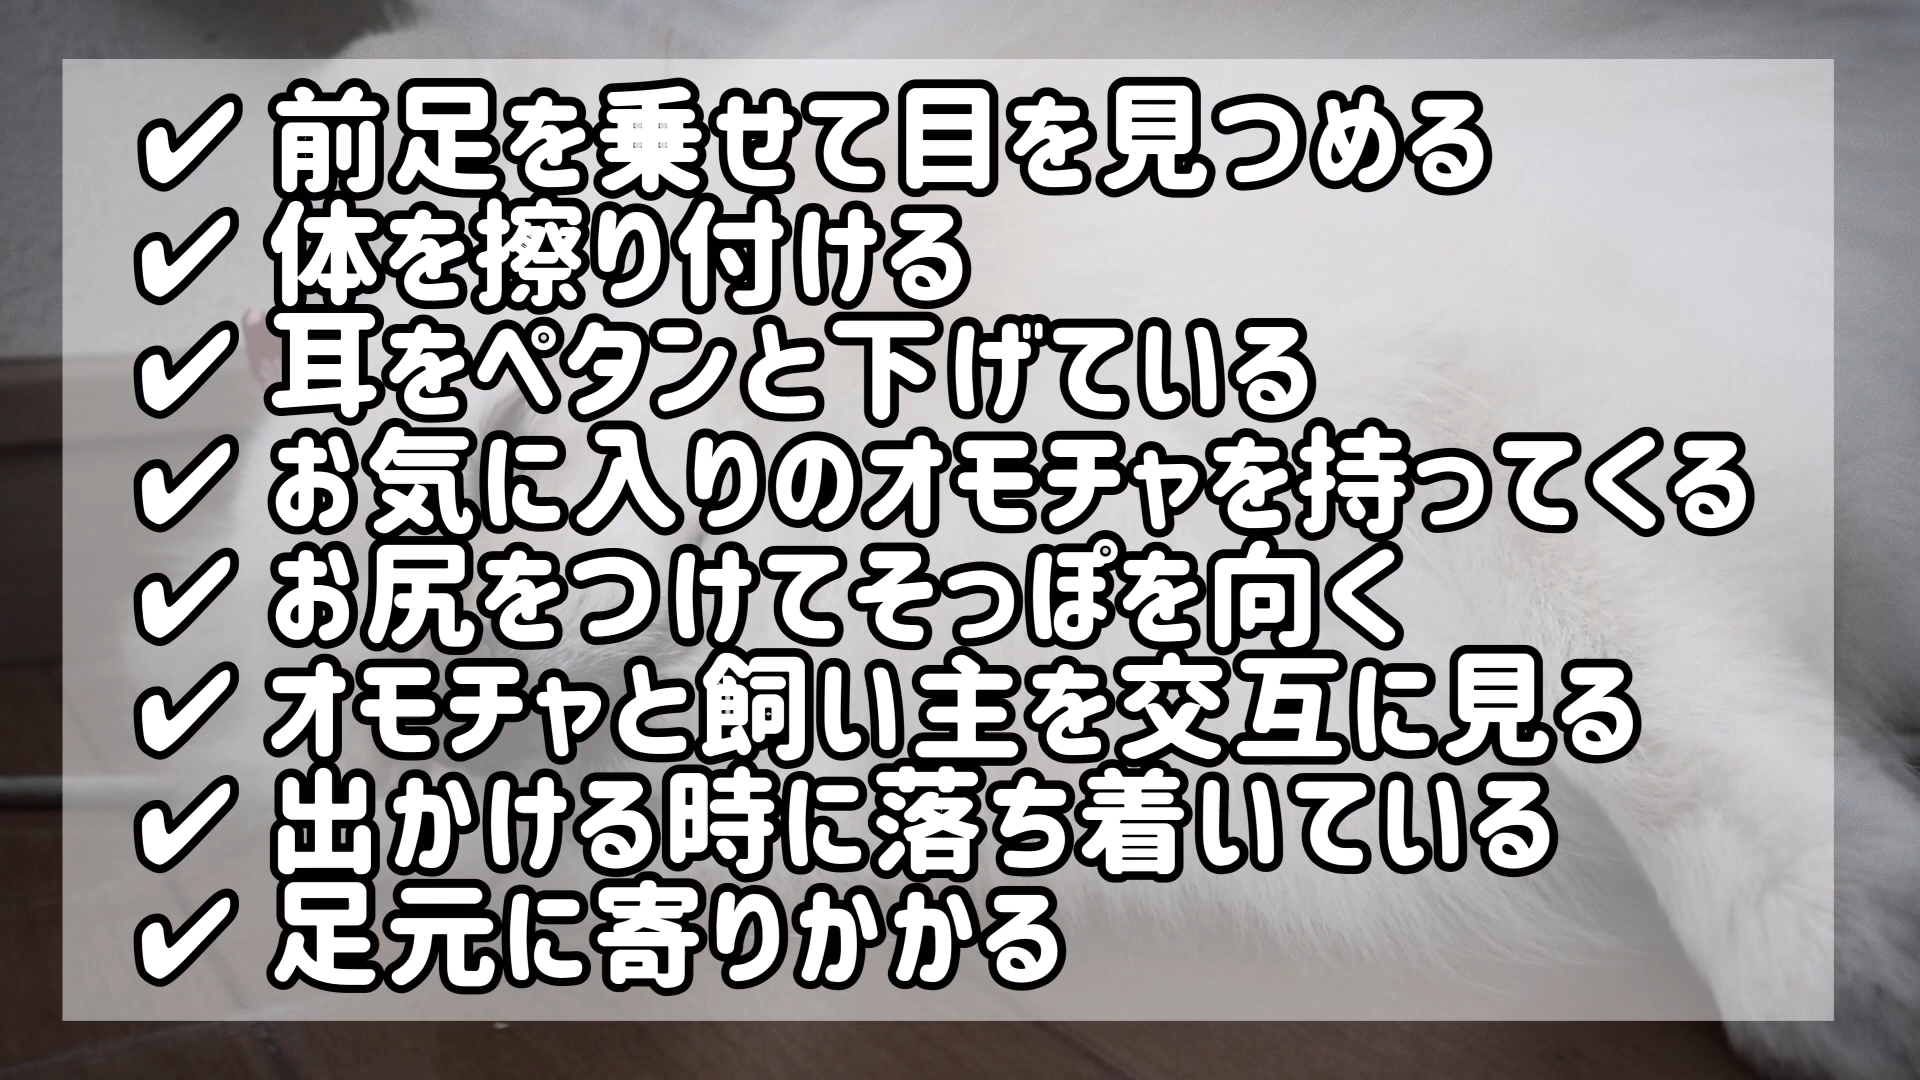 ✓ 前足を乗せて目を見つめる
✓ 体を擦り付ける
✓ 耳をペタンと下げている
✓ お気に入りのオモチャを持ってくる
✓ お尻をつけてそっぽを向く
✓ オモチャと飼い主を交互に見る
✓ 出かける時に落ち着いている
✓ 足元に寄りかかる